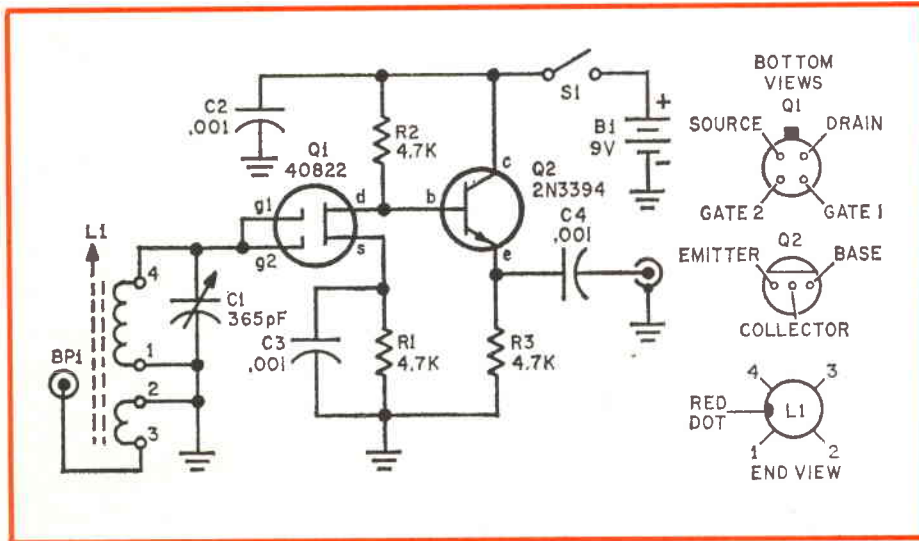 C2
.001
Q1
40822
R2
4.7K
S1
B1
9V
+
-
Q2
2N3394
c
b
e
d
s
g1
g2
C4
.001
L1
4
1
2
3
C1
365pF
BP1
C3
.001
R1
4.7K
R3
4.7K
BOTTOM
VIEWS
Q1
SOURCE
DRAIN
GATE 2
GATE 1
Q2
EMITTER
BASE
COLLECTOR
4
3
RED
DOT
L1
1
2
END VIEW